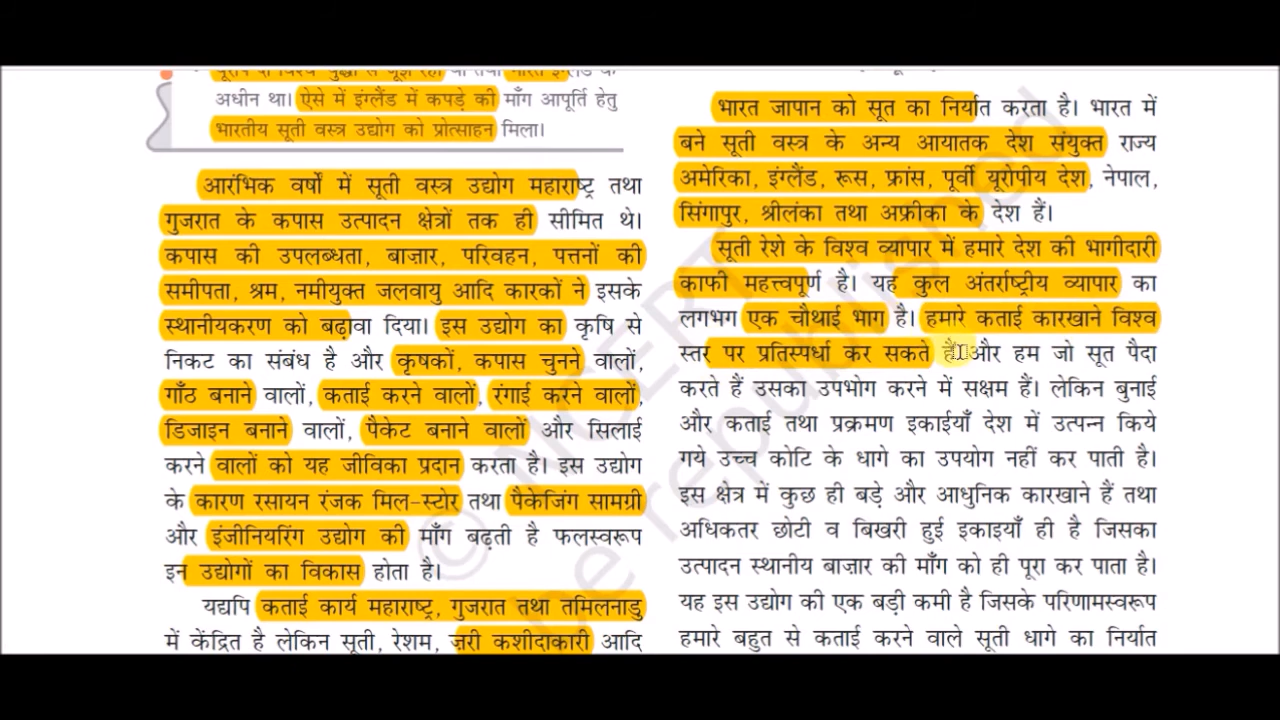 अधीन था। ऐसे में इंग्लैंड में कपड़े की माँग आपूर्ति हेतु
भारतीय सूती वस्त्र उद्योग को प्रोत्साहन मिला।
आरंभिक वर्षों में सूती वस्त्र उद्योग महाराष्ट्र तथा
गुजरात के कपास उत्पादन क्षेत्रों तक ही सीमित थे।
कपास की उपलब्धता, बाज़ार, परिवहन, पत्तनों की
समीपता, श्रम, नमीयुक्त जलवायु आदि कारकों ने इसके
स्थानीयकरण को बढ़ावा दिया। इस उद्योग का कृषि से
निकट का संबंध है और कृषकों, कपास चुनने वालों,
गाँठ बनाने वालों, कताई करने वालों, रंगाई करने वालों,
डिजाइन बनाने वालों, पैकेट बनाने वालों और सिलाई
करने वालों को यह जीविका प्रदान करता है। इस उद्योग
के कारण रसायन रंजक मिल-स्टोर तथा पैकेजिंग सामग्री
और इंजीनियरिंग उद्योग की माँग बढ़ती है फलस्वरूप
इन उद्योगों का विकास होता है।
यद्यपि कताई कार्य महाराष्ट्र, गुजरात तथा तमिलनाडु
में केंद्रित है लेकिन सूती, रेशम, ज़री कशीदाकारी आदि
भारत जापान को सूत का निर्यात करता है। भारत में
बने सूती वस्त्र के अन्य आयातक देश संयुक्त राज्य
अमेरिका, इंग्लैंड, रूस, फ्रांस, पूर्वी यूरोपीय देश, नेपाल,
सिंगापुर, श्रीलंका तथा अफ्रीका के देश हैं।
सूती रेशे के विश्व व्यापार में हमारे देश की भागीदारी
काफी महत्त्वपूर्ण है। यह कुल अंतर्राष्ट्रीय व्यापार का
लगभग एक चौथाई भाग है। हमारे कताई कारखाने विश्व
स्तर पर प्रतिस्पर्धा कर सकते हैं और हम जो सूत पैदा
करते हैं उसका उपभोग करने में सक्षम हैं। लेकिन बुनाई
और कताई तथा प्रक्रमण इकाईयाँ देश में उत्पन्न किये
गये उच्च कोटि के धागे का उपयोग नहीं कर पाती है।
इस क्षेत्र में कुछ ही बड़े और आधुनिक कारखाने हैं तथा
अधिकतर छोटी व बिखरी हुई इकाइयाँ ही है जिसका
उत्पादन स्थानीय बाज़ार की माँग को ही पूरा कर पाता है।
यह इस उद्योग की एक बड़ी कमी है जिसके परिणामस्वरूप
हमारे बहुत से कताई करने वाले सूती धागे का निर्यात
© NCERT
be republished